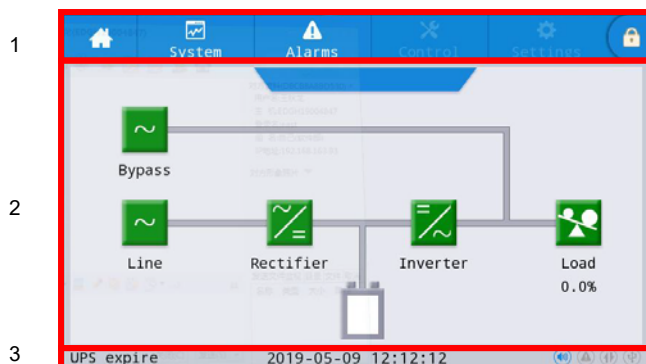 1
System Alarms Control Settings
2
Bypass
Line Rectifier Inverter Load
0.0%
3
UPS expire 2019-05-09 12:12:12